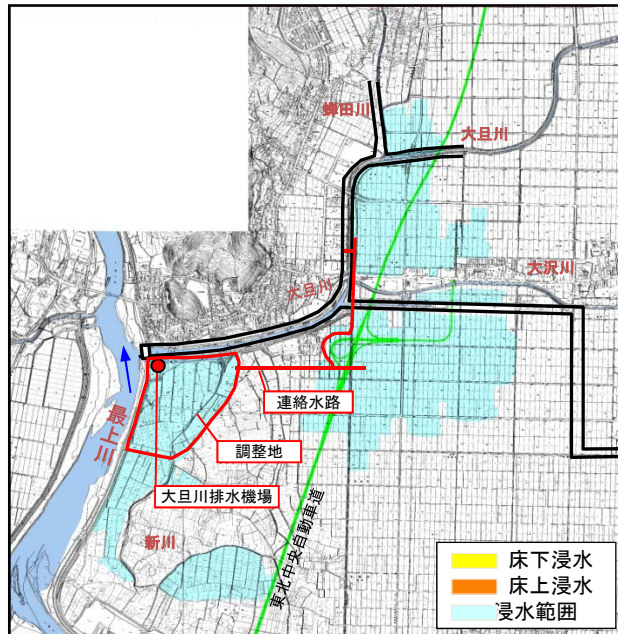 蝉田川
大旦川
大沢川
大旦川
連絡水路
調整地
大旦川排水機場
最上川
新川
東北中央自動車道
床下浸水
床上浸水
浸水範囲